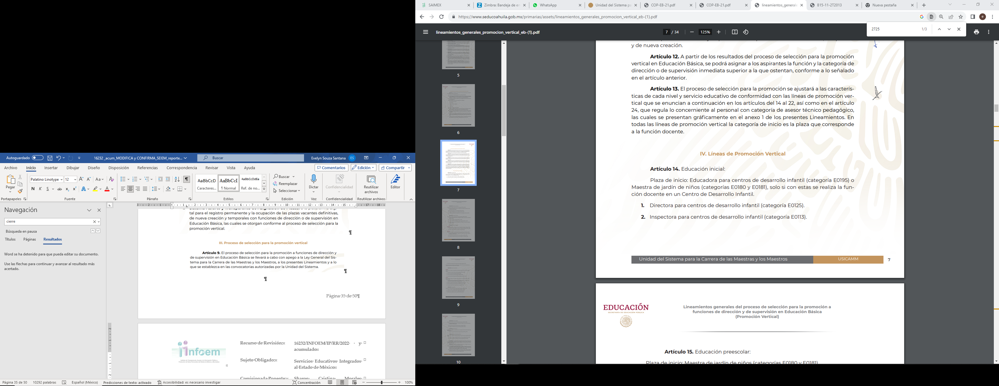 Autoguardado
16232 _acum_MODIFICA y CONFIRMA_SEIEM_reporte...
Buscar
Evelyn Souza Santana ES
Archivo Inicio Insertar Dibujar Diseño Disposición Referencias Correspondencia Revisar Vista Ayuda
Comentarios Edición Compartir
Pegar
Palatino Linotype 12
Aa
N K S ab x₂ x² A A
AaBbCcD AaBbCcI AaBbCcDdEe
Caracteres... ¶ Normal Ref. de no...
Buscar
Reemplazar
Seleccionar
Dictar
Confidencialidad
Reutilizar archivos
Editor
Portapapeles Fuente Párrafo Estilos Edición Voz Confidencialidad Reutilizar archivos
Navegación
cierre
Búsqueda en pausa
Títulos Páginas Resultados
Word se ha detenido para que pueda editar su documento.
Use las flechas para continuar y avanzar al resultado más
acertado.
tal para el registro permanente y la ocupación de las plazas vacantes definitivas,
de nueva creación y temporales con funciones de dirección o de supervisión en
Educación Básica, las cuales se otorgan conforme al proceso de selección para la
promoción vertical.
¶
III. Proceso de selección para la promoción vertical
Artículo 9. El proceso de selección para la promoción a funciones de dirección y
de supervisión en Educación Básica se llevará a cabo con apego a la Ley General del Sis-
tema para la Carrera de las Maestras y los Maestros, a los presentes Lineamientos y a lo
que se establezca en las convocatorias autorizadas por la Unidad del Sistema.
¶
¶
Página·35·de·50¶
infoem
Recurso·de·Revisión:¤ 16232/INFOEM/IP/RR/2022· · y· ¤
acumulado¤
Sujeto·Obligado:¤ Servicios· Educativos· Integrados· ¤
al·Estado·de·México¤
Comisionada·Ponente:¤ Sharon· Cristina· Morales· ¤
Página 35 de 50 10292 palabras Español (México) Predicciones de texto: activado Accesibilidad: es necesario investigar Concentración 100%
SAIMEX Zimbra: Bandeja de en WhatsApp Unidad del Sistema pa COP-EB-21.pdf COP-EB-21.pdf lineamientos_generale B15-11-2T2013 Nueva pestaña
https://www.seducoahuila.gob.mx/primarias/assets/lineamientos_generales_promocion_vertical_eb-(1).pdf
2725 1/3
lineamientos_generales_promocion_vertical_eb-(1).pdf 7 / 34 125%
5
6
7
8
9
10
y de nueva creación.
Artículo 12. A partir de los resultados del proceso de selección para la promoción
vertical en Educación Básica, se podrá asignar a los aspirantes la función y la categoría de
dirección o de supervisión inmediata superior a la que ostentan, conforme a lo señalado
en el artículo anterior.
Artículo 13. El proceso de selección para la promoción se ajustará a las caracterís-
ticas de cada nivel y servicio educativo de conformidad con las líneas de promoción ver-
tical que se enuncian a continuación en los artículos del 14 al 22, así como en el artículo
24, que regula lo concerniente al personal con categoría de asesor técnico pedagógico,
las cuales se presentan gráficamente en el anexo 1 de los presentes Lineamientos. En
todas las líneas de promoción vertical la categoría de inicio es la plaza que corresponde
a la función docente.
IV. Líneas de Promoción Vertical
Artículo 14. Educación inicial:
Plaza de inicio: Educadora para centros de desarrollo infantil (categoría E0195) o
Maestra de jardín de niños (categorías E0180 y E0181), solo si con estas se realiza la fun-
ción docente en un Centro de Desarrollo Infantil.
1. Directora para centros de desarrollo infantil (categoría E0125).
2. Inspectora para centros de desarrollo infantil (categoría E0113).
Unidad del Sistema para la Carrera de las Maestras y los Maestros USICAMM 7
EDUCACIÓN
SECRETARÍA DE EDUCACIÓN PÚBLICA
Lineamientos generales del proceso de selección para la promoción a
funciones de dirección y de supervisión en Educación Básica
(Promoción Vertical)
Artículo 15. Educación preescolar:
Plaza de inicio: Maestra de jardín de niños (categorías E0180 y E0181)